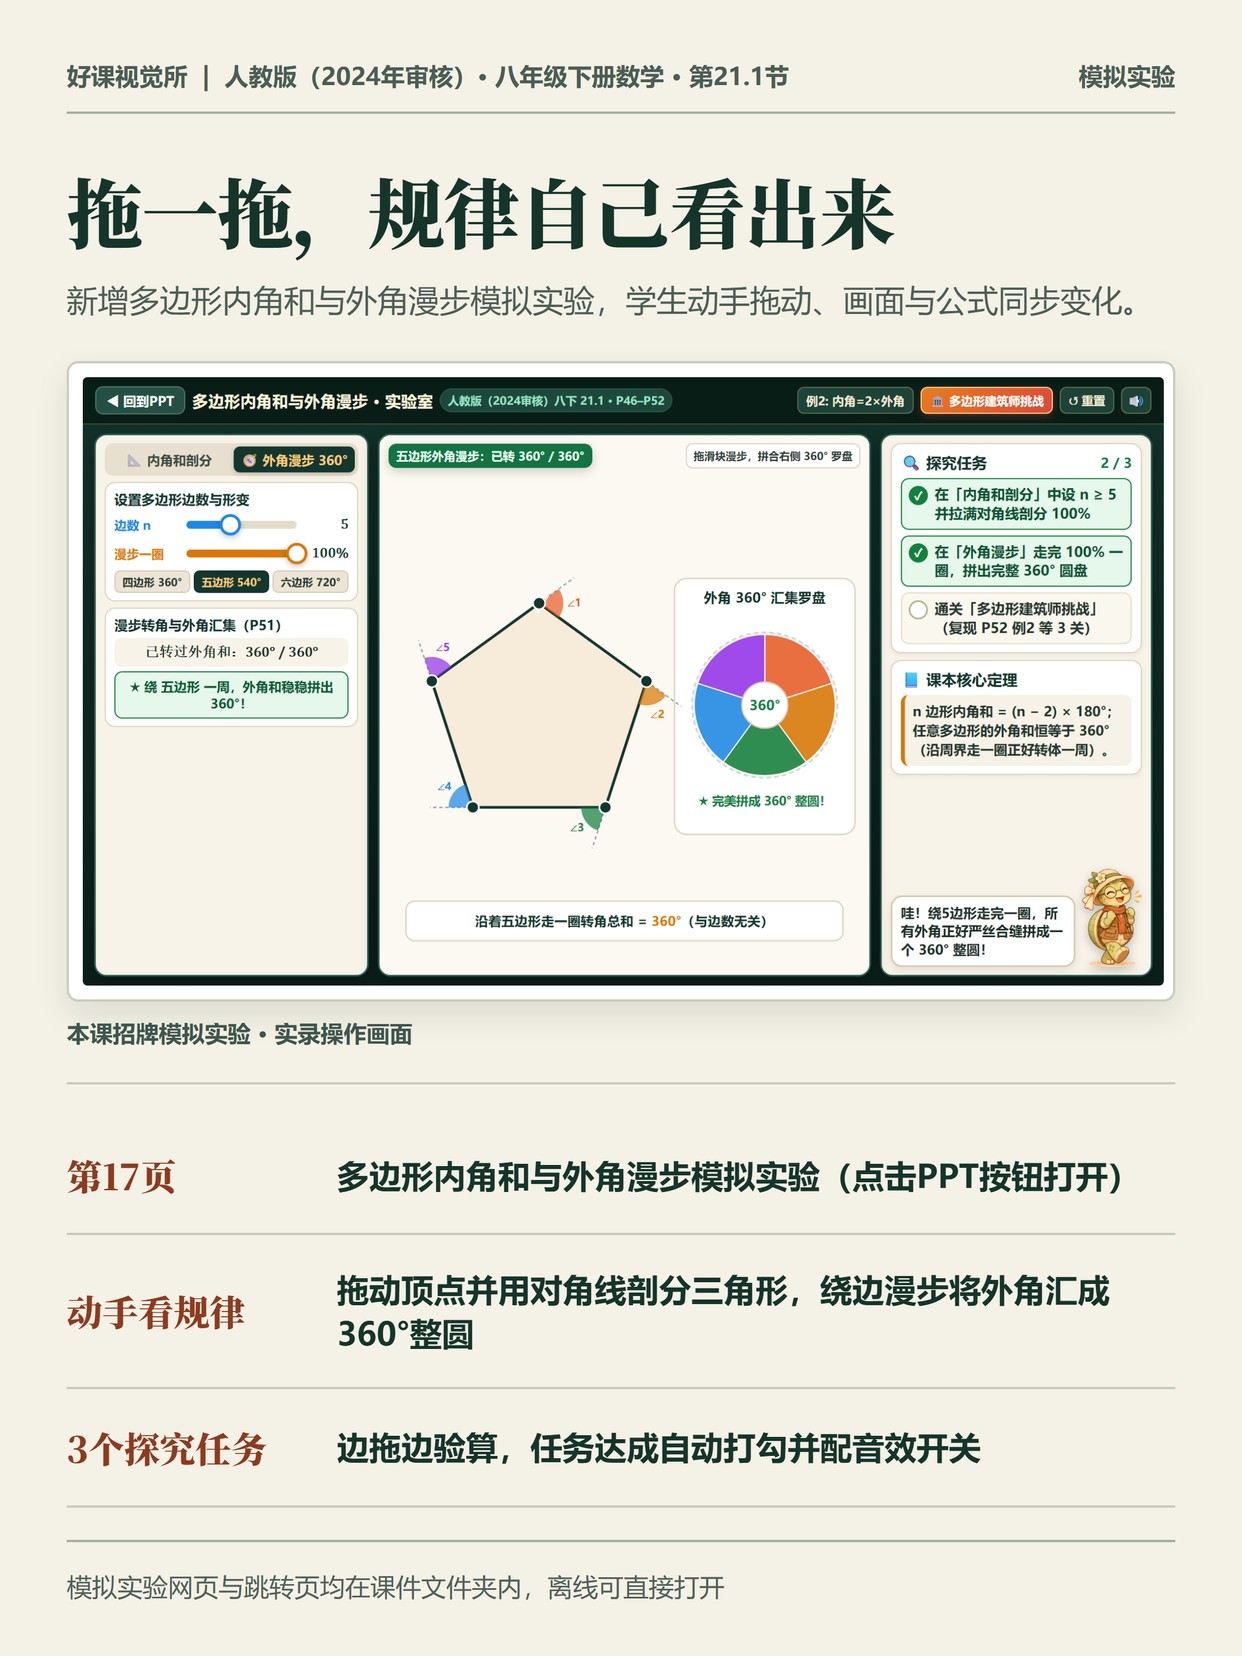 好课视觉所 | 人教版（2024年审核）• 八年级下册数学 • 第21.1节
模拟实验
拖一拖，规律自己看出来
新增多边形内角和与外角漫步模拟实验，学生动手拖动、画面与公式同步变化。
◀ 回到PPT
多边形内角和与外角漫步 • 实验室
人教版（2024审核）八下 21.1 • P46–P52
例2: 内角=2×外角
多边形建筑师挑战
↺ 重置
内角和剖分
外角漫步 360°
设置多边形边数与形变
边数 n
5
漫步一圈
100%
四边形 360°
五边形 540°
六边形 720°
漫步转角与外角汇集（P51）
已转过外角和：360° / 360°
★ 绕 五边形 一周，外角和稳稳拼出
360°！
五边形外角漫步：已转 360° / 360°
拖滑块漫步，拼合右侧 360° 罗盘
∠1
∠5
∠2
∠4
∠3
外角 360° 汇集罗盘
360°
★ 完美拼成 360° 整圆！
沿着五边形走一圈转角总和 = 360°（与边数无关）
探究任务
2 / 3
✓ 在「内角和剖分」中设 n ≥ 5
并拉满对角线剖分 100%
✓ 在「外角漫步」走完 100% 一
圈，拼出完整 360° 圆盘
通关「多边形建筑师挑战」
（复现 P52 例2 等 3 关）
课本核心定理
n 边形内角和 = (n − 2) × 180°；
任意多边形的外角和恒等于 360°
（沿周界走一圈正好转体一周）。
哇！绕5边形走完一圈，所
有外角正好严丝合缝拼成一
个 360° 整圆！
本课招牌模拟实验 • 实录操作画面
第17页
多边形内角和与外角漫步模拟实验（点击PPT按钮打开）
动手看规律
拖动顶点并用对角线剖分三角形，绕边漫步将外角汇成
360°整圆
3个探究任务
边拖边验算，任务达成自动打勾并配音效开关
模拟实验网页与跳转页均在课件文件夹内，离线可直接打开